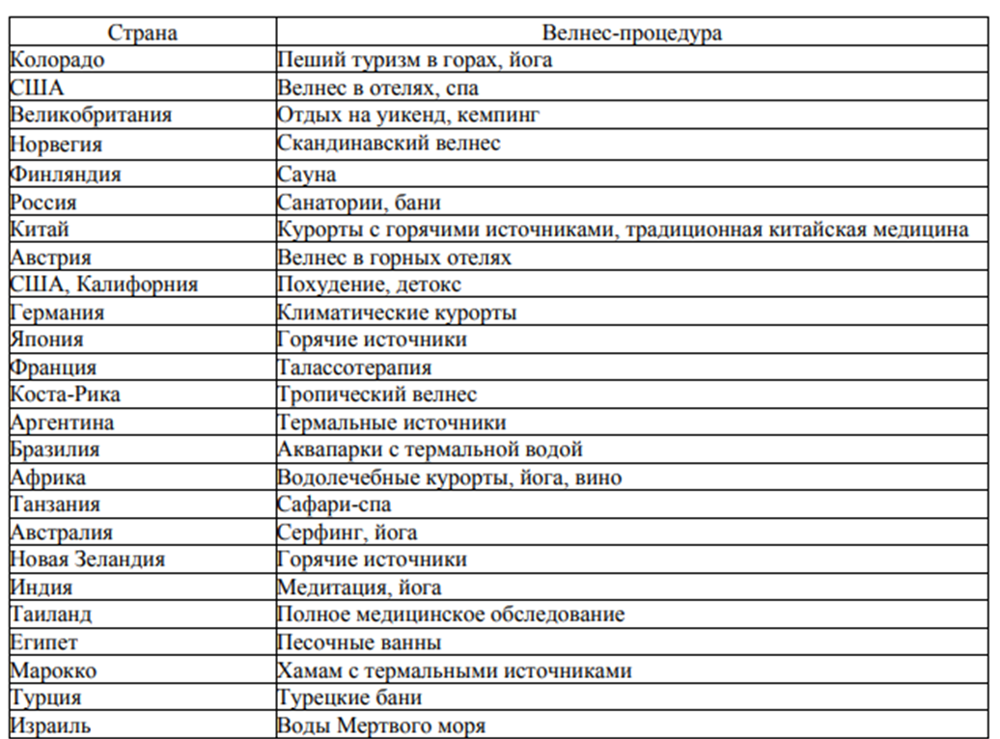 Страна Велнес-процедура
Колорадо Пеший туризм в горах, йога
США Велнес в отелях, спа
Великобритания Отдых на уикенд, кемпинг
Норвегия Скандинавский велнес
Финляндия Сауна
Россия Санатории, бани
Китай Курорты с горячими источниками, традиционная китайская медицина
Австрия Велнес в горных отелях
США, Калифорния Похудение, детокс
Германия Климатические курорты
Япония Горячие источники
Франция Талассотерапия
Коста-Рика Тропический велнес
Аргентина Термальные источники
Бразилия Аквапарки с термальной водой
Африка Водолечебные курорты, йога, вино
Танзания Сафари-спа
Австралия Серфинг, йога
Новая Зеландия Горячие источники
Индия Медитация, йога
Таиланд Полное медицинское обследование
Египет Песочные ванны
Марокко Хамам с термальными источниками
Турция Турецкие бани
Израиль Воды Мертвого моря